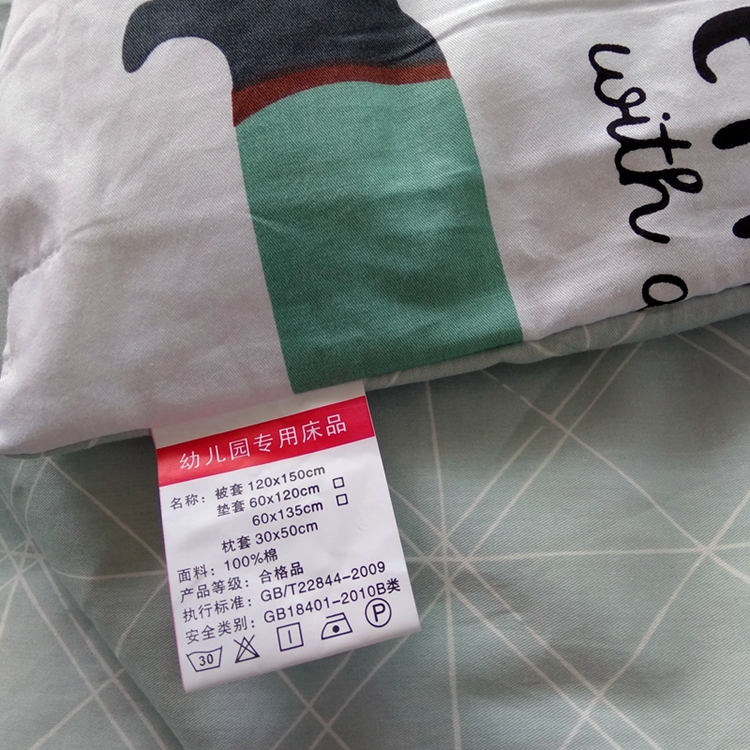 with
幼儿园专用床品
名称：被套 120x150cm
垫套 60x120cm □
60x135cm □
枕套 30x50cm
面料：100%棉
产品等级：合格品
执行标准：GB/T22844-2009
安全类别：GB18401-2010B类
30
P